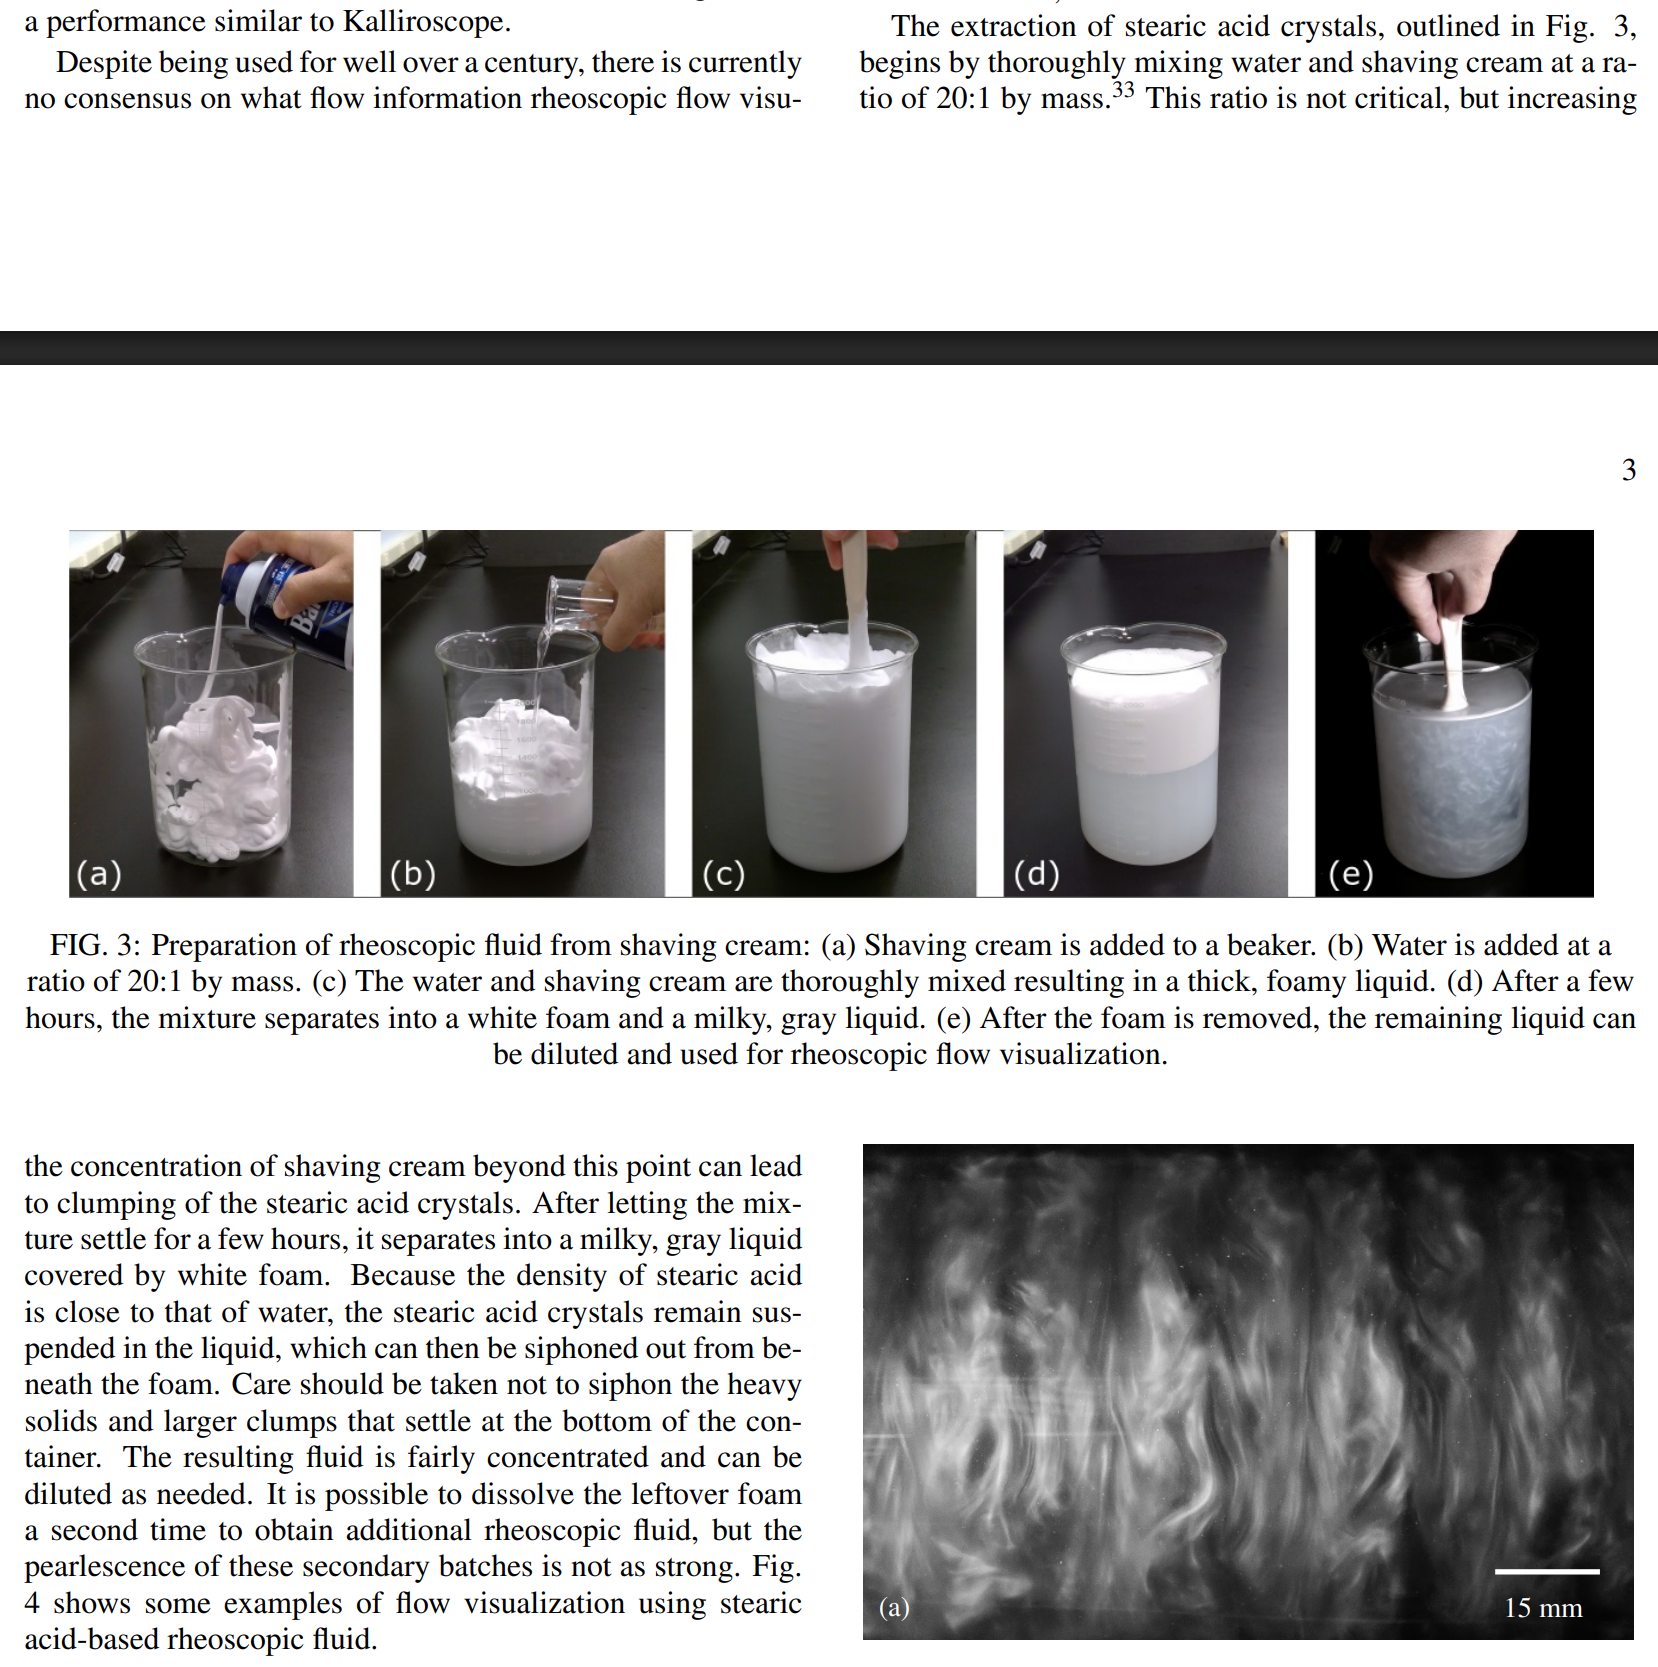 a performance similar to Kalliroscope.
Despite being used for well over a century, there is currently
no consensus on what flow information rheoscopic flow visu-
The extraction of stearic acid crystals, outlined in Fig. 3,
begins by thoroughly mixing water and shaving cream at a ra-
tio of 20:1 by mass.33 This ratio is not critical, but increasing
3
(a)
(b)
(c)
(d)
(e)
FIG. 3: Preparation of rheoscopic fluid from shaving cream: (a) Shaving cream is added to a beaker. (b) Water is added at a
ratio of 20:1 by mass. (c) The water and shaving cream are thoroughly mixed resulting in a thick, foamy liquid. (d) After a few
hours, the mixture separates into a white foam and a milky, gray liquid. (e) After the foam is removed, the remaining liquid can
be diluted and used for rheoscopic flow visualization.
the concentration of shaving cream beyond this point can lead
to clumping of the stearic acid crystals. After letting the mix-
ture settle for a few hours, it separates into a milky, gray liquid
covered by white foam. Because the density of stearic acid
is close to that of water, the stearic acid crystals remain sus-
pended in the liquid, which can then be siphoned out from be-
neath the foam. Care should be taken not to siphon the heavy
solids and larger clumps that settle at the bottom of the con-
tainer. The resulting fluid is fairly concentrated and can be
diluted as needed. It is possible to dissolve the leftover foam
a second time to obtain additional rheoscopic fluid, but the
pearlescence of these secondary batches is not as strong. Fig.
4 shows some examples of flow visualization using stearic
acid-based rheoscopic fluid.
(a)
15 mm